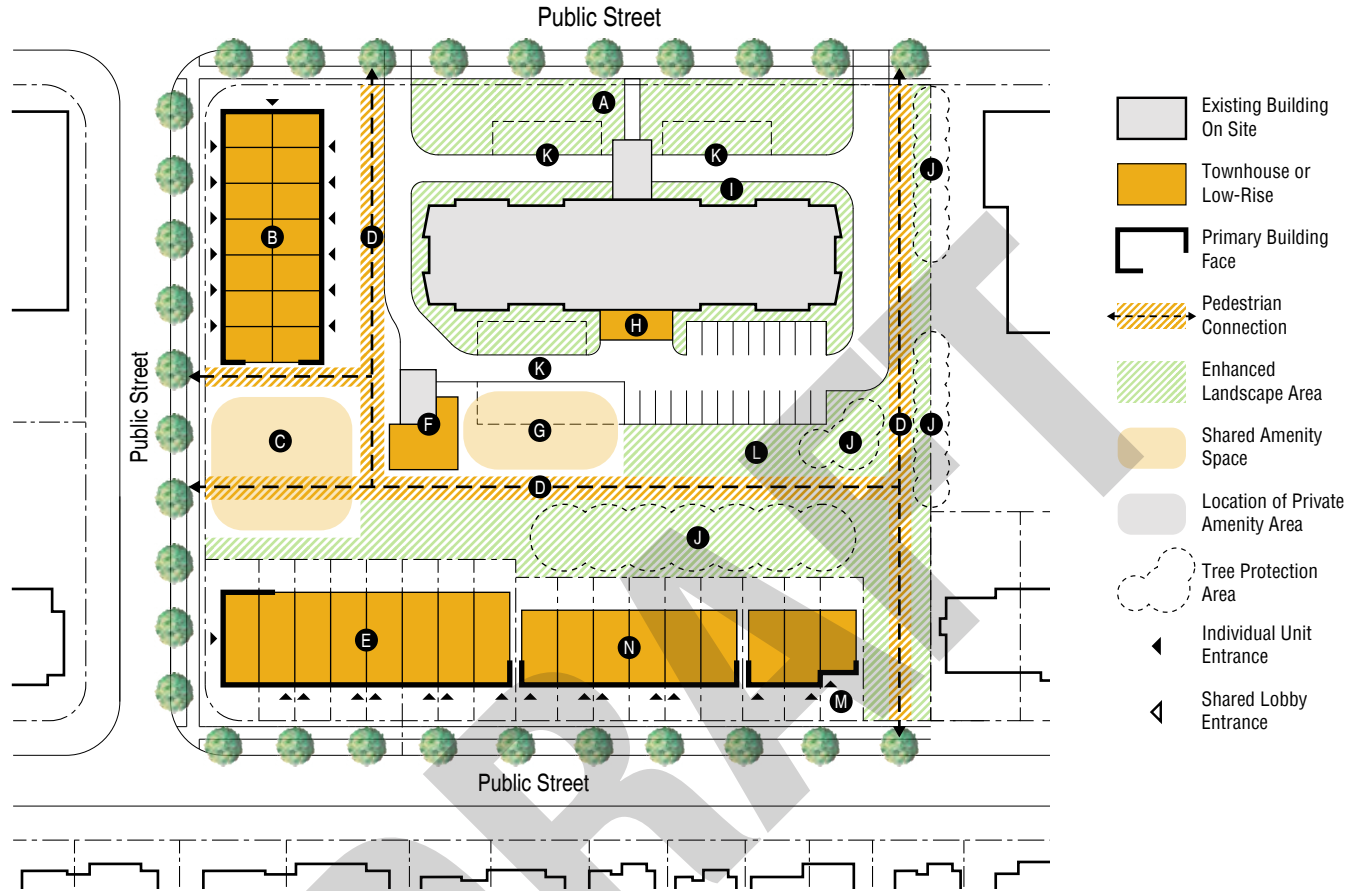 Public Street
A
K
K
J
I
B
D
H
K
F
C
G
L
J
D
J
D
J
E
N
M
Public Street
Public Street
Existing Building
On Site
Townhouse or
Low-Rise
Primary Building
Face
Pedestrian
Connection
Enhanced
Landscape Area
Shared Amenity
Space
Location of Private
Amenity Area
Tree Protection
Area
Individual Unit
Entrance
Shared Lobby
Entrance
DRAFT